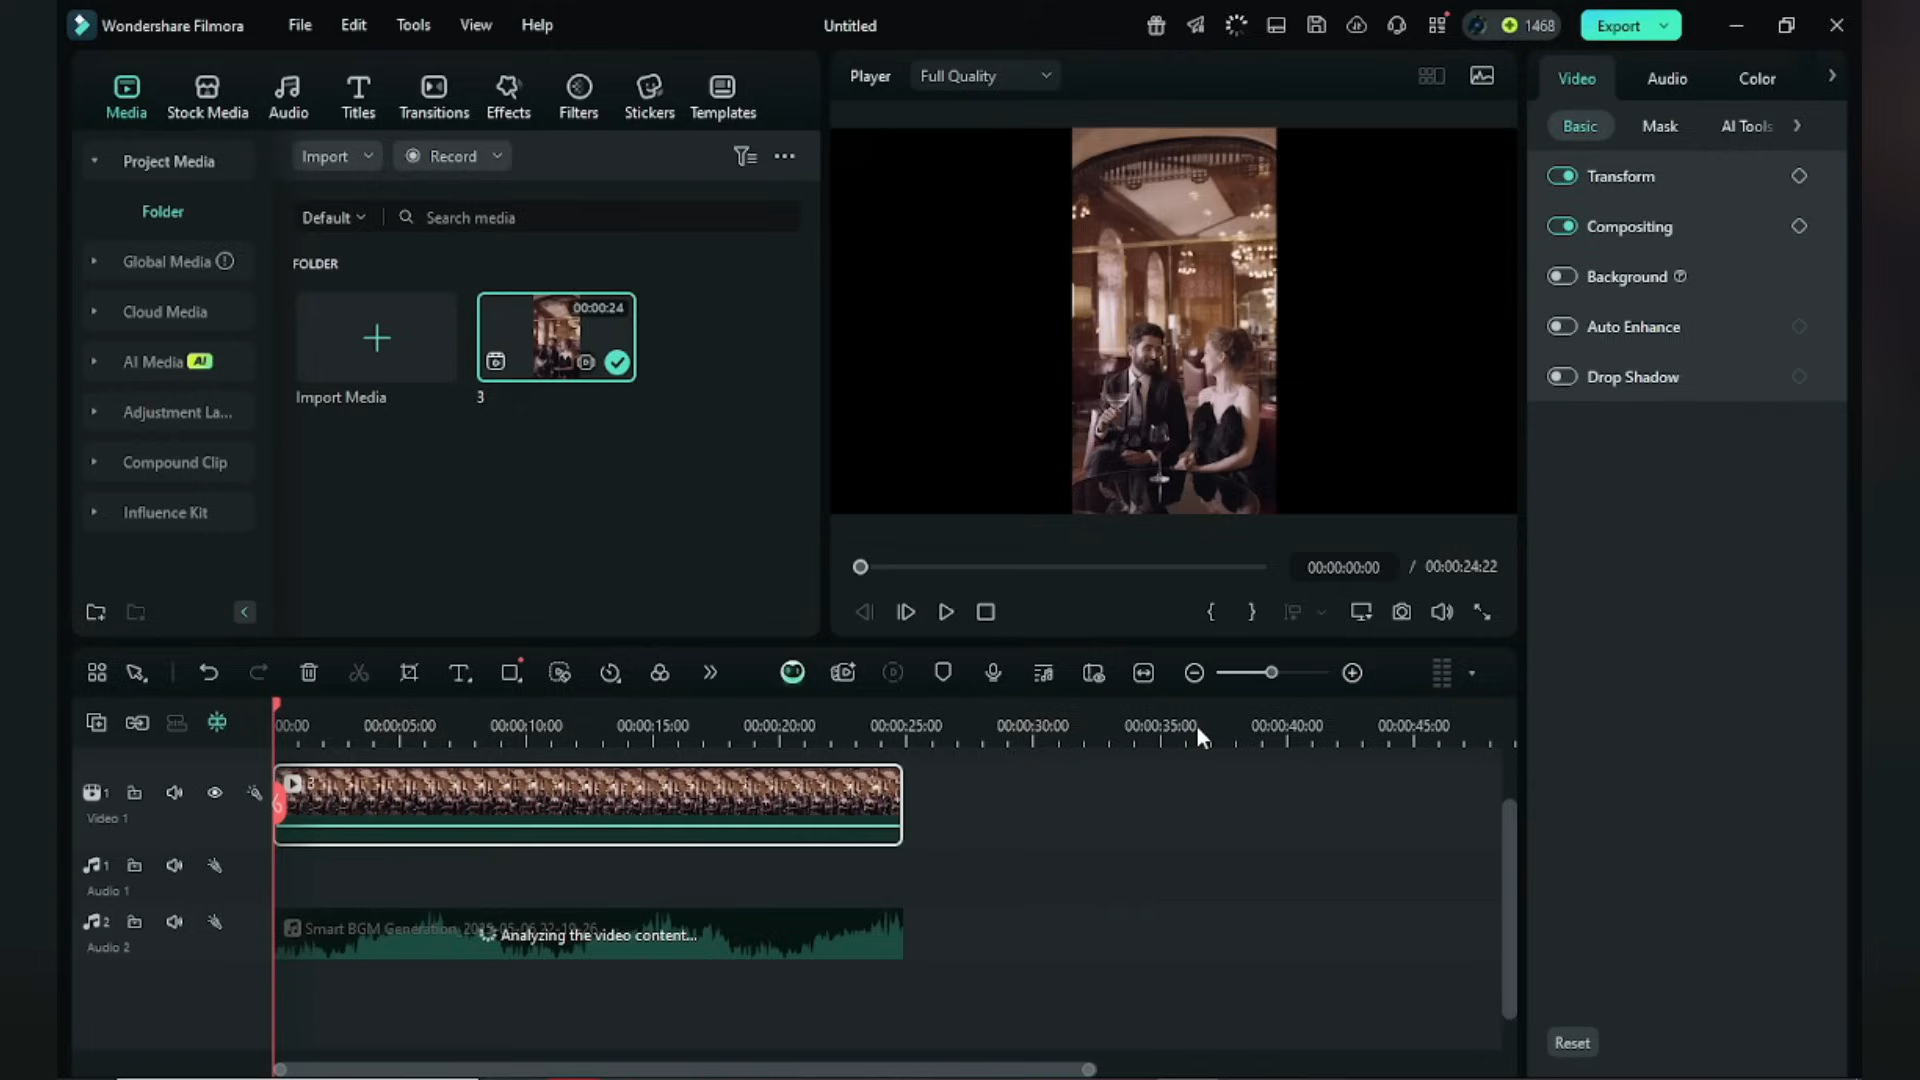 Wondershare Filmora File Edit Tools View Help Untitled 1468 Export
Media Stock Media Audio Titles Transitions Effects Filters Stickers Templates
Player Full Quality
Video Audio Color
Basic Mask AI Tools
Project Media
Import Record
Folder
Default Search media
Global Media
FOLDER
Cloud Media
00:00:24
AI Media AI
Import Media
3
Adjustment La...
Compound Clip
Influence Kit
Transform
Compositing
Background
Auto Enhance
Drop Shadow
00:00:00:00 / 00:00:24:22
00:00 00:00:05:00 00:00:10:00 00:00:15:00 00:00:20:00 00:00:25:00 00:00:30:00 00:00:35:00 00:00:40:00 00:00:45:00
1 3
Video 1
1
Audio 1
2 Smart BGM Generation
Analyzing the video content...
Audio 2
Reset